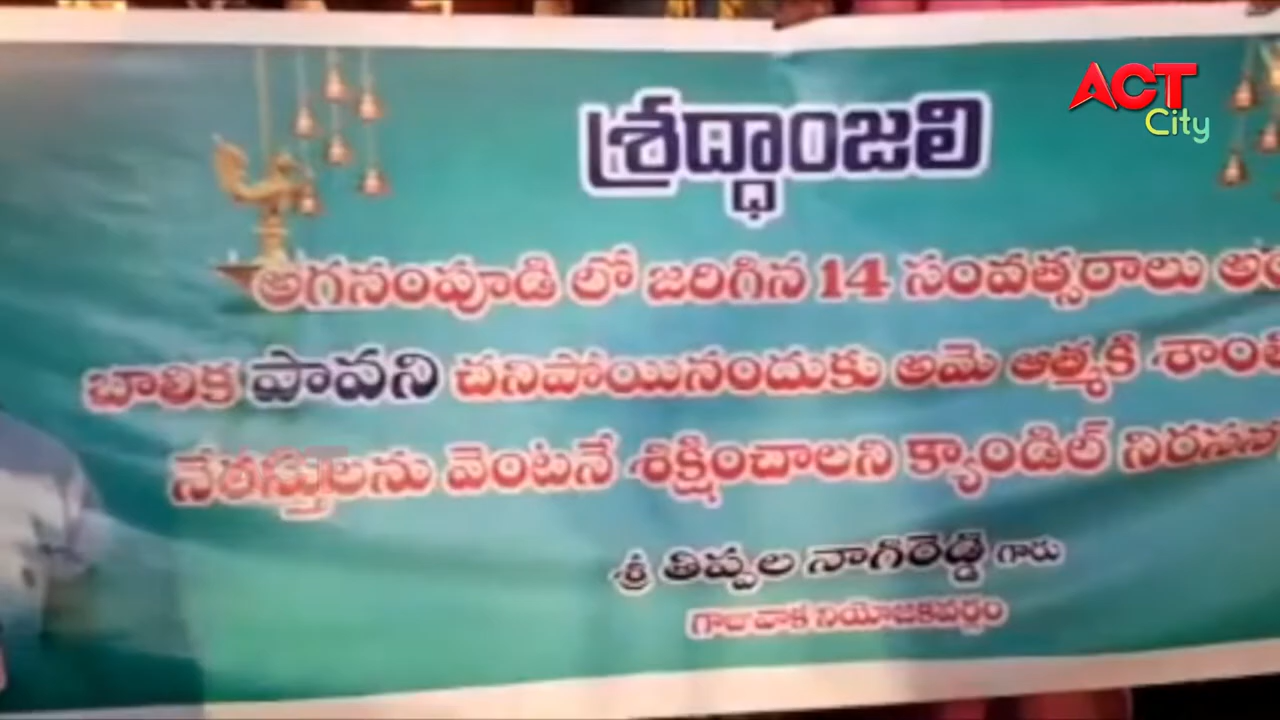 ACT
City
శ్రద్ధాంజలి
అగనంపూడి లో జరిగిన 14 సంవత్సరాలు
బాలిక పావని చనిపోయినందుకు ఆమె ఆత్మకి
నేరస్తులను వెంటనే శిక్షించాలని క్యాండిల్
శ్రీ తిప్పల నాగిరెడ్డి గారు
గాజువాక నియోజకవర్గం